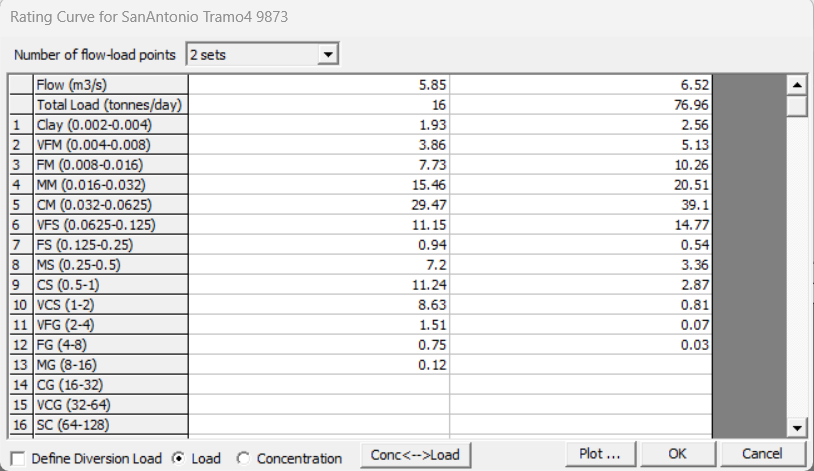 Rating Curve for SanAntonio Tramo4 9873
Number of flow-load points 2 sets
Flow (m3/s) 5.85 6.52
Total Load (tonnes/day) 16 76.96
1 Clay (0.002-0.004) 1.93 2.56
2 VFM (0.004-0.008) 3.86 5.13
3 FM (0.008-0.016) 7.73 10.26
4 MM (0.016-0.032) 15.46 20.51
5 CM (0.032-0.0625) 29.47 39.1
6 VFS (0.0625-0.125) 11.15 14.77
7 FS (0.125-0.25) 0.94 0.54
8 MS (0.25-0.5) 7.2 3.36
9 CS (0.5-1) 11.24 2.87
10 VCS (1-2) 8.63 0.81
11 VFG (2-4) 1.51 0.07
12 FG (4-8) 0.75 0.03
13 MG (8-16) 0.12
14 CG (16-32)
15 VCG (32-64)
16 SC (64-128)
Define Diversion Load Load Concentration Conc<-->Load Plot ... OK Cancel